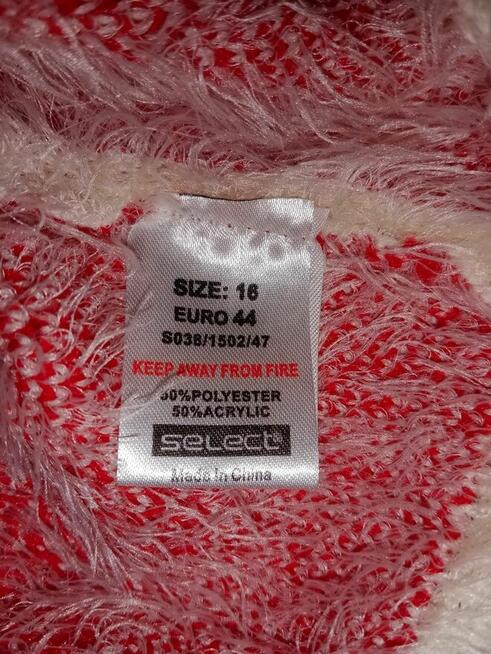 SIZE: 16
EURO 44
S038/1502/47
KEEP AWAY FROM FIRE
50%POLYESTER
50%ACRYLIC
select
Made In China